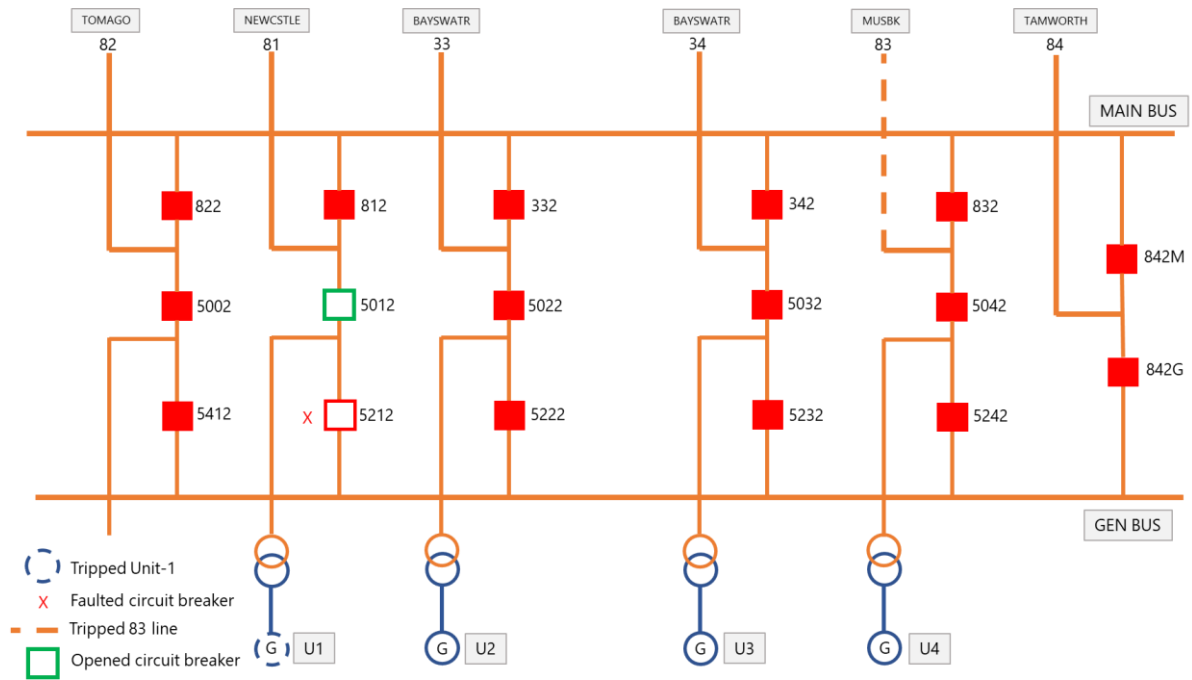 TOMAGO
NEWCSTLE
BAYSWATR
BAYSWATR
MUSBK
TAMWORTH
82
81
33
34
83
84
MAIN BUS
822
812
332
342
832
842M
5002
5012
5022
5032
5042
842G
5412
X
5212
5222
5232
5242
GEN BUS
Tripped Unit-1
X
Faulted circuit breaker
Tripped 83 line
Opened circuit breaker
G
U1
G
U2
G
U3
G
U4